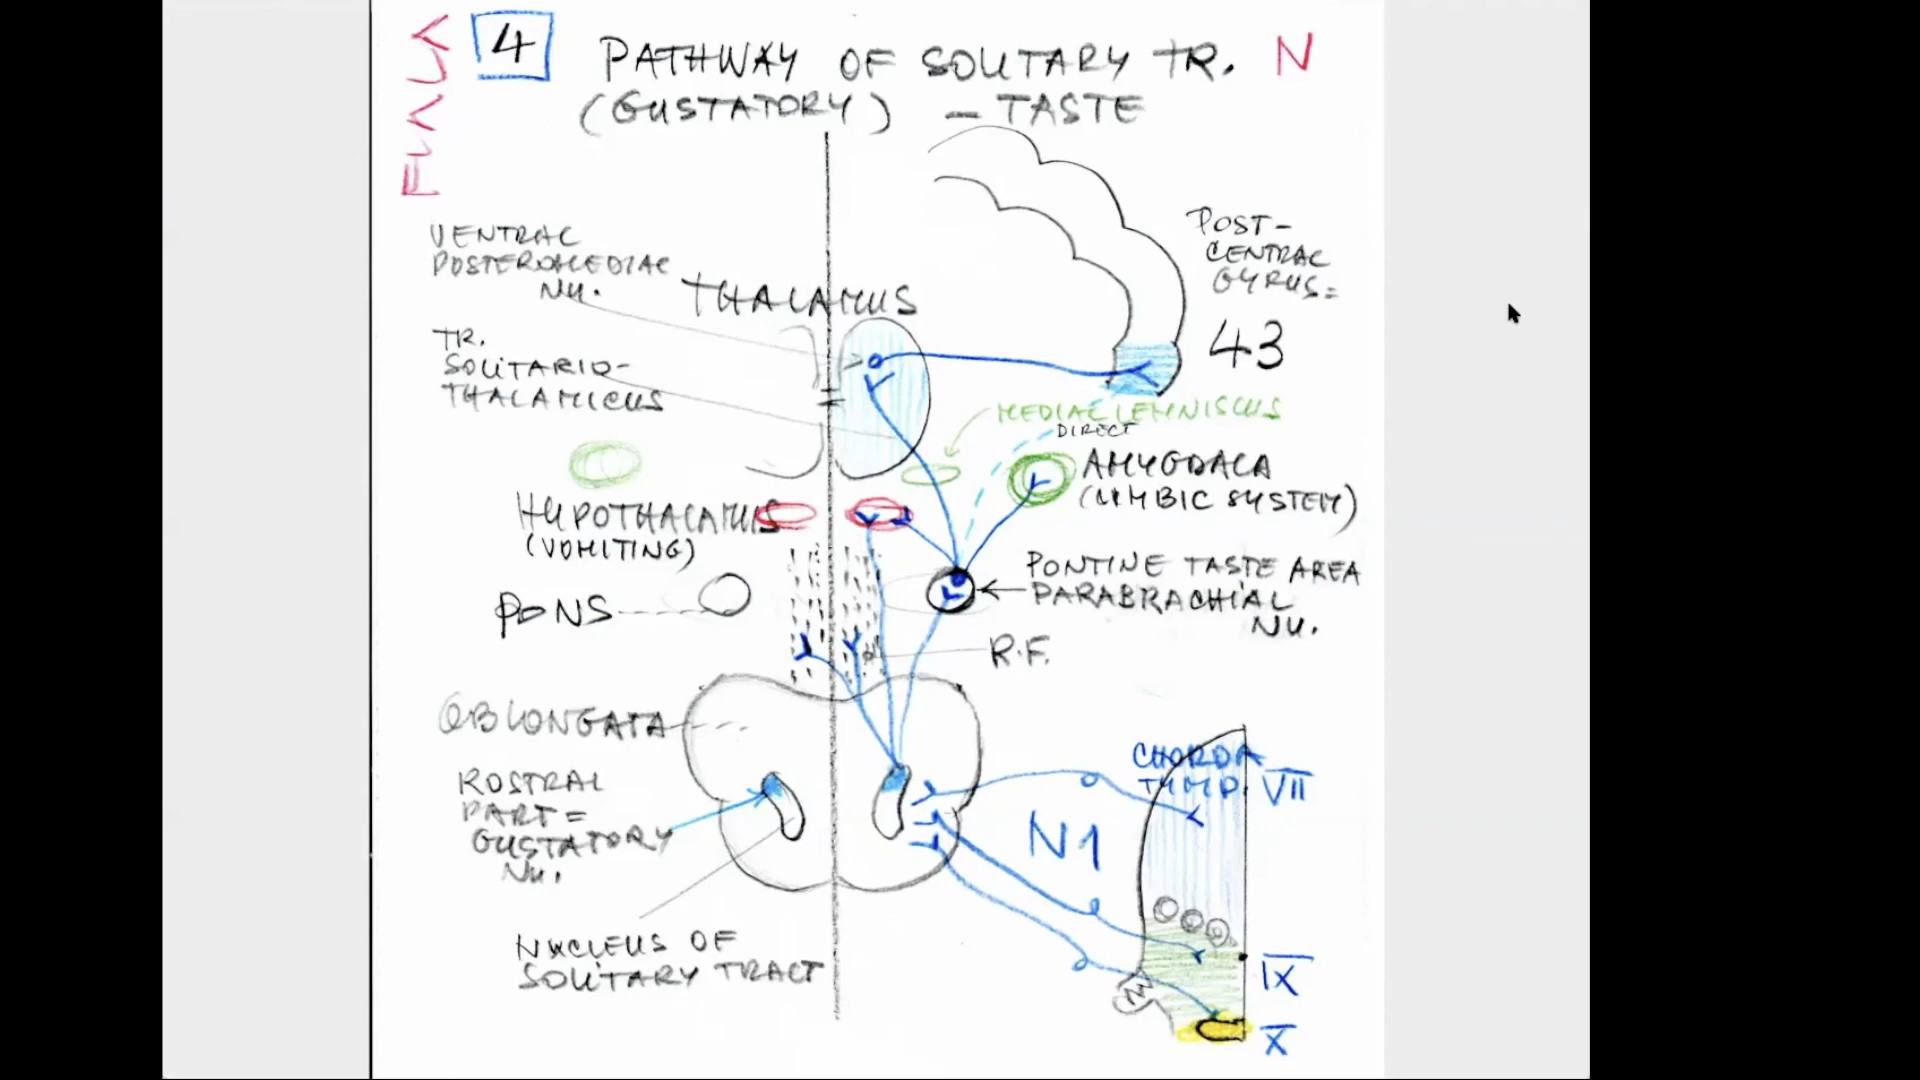 FIALA
4
PATHWAY OF SOLITARY TR. N
(GUSTATORY) – TASTE
VENTRAL
POSTEROMEDIAL
NU.
THALAMUS
POST-
CENTRAL
GYRUS=
43
TR.
SOLITARIO-
THALAMICUS
MEDIAL LEMNISCUS
DIRECT
AMYGDALA
(LIMBIC SYSTEM)
HYPOTHALAMUS
(VOMITING)
PONTINE TASTE AREA
PARABRACHIAL
NU.
PONS
R.F.
OBLONGATA
ROSTRAL
PART=
GUSTATORY
NU.
CHORDA
TYMP. VII
N1
NUCLEUS OF
SOLITARY TRACT
IX
X